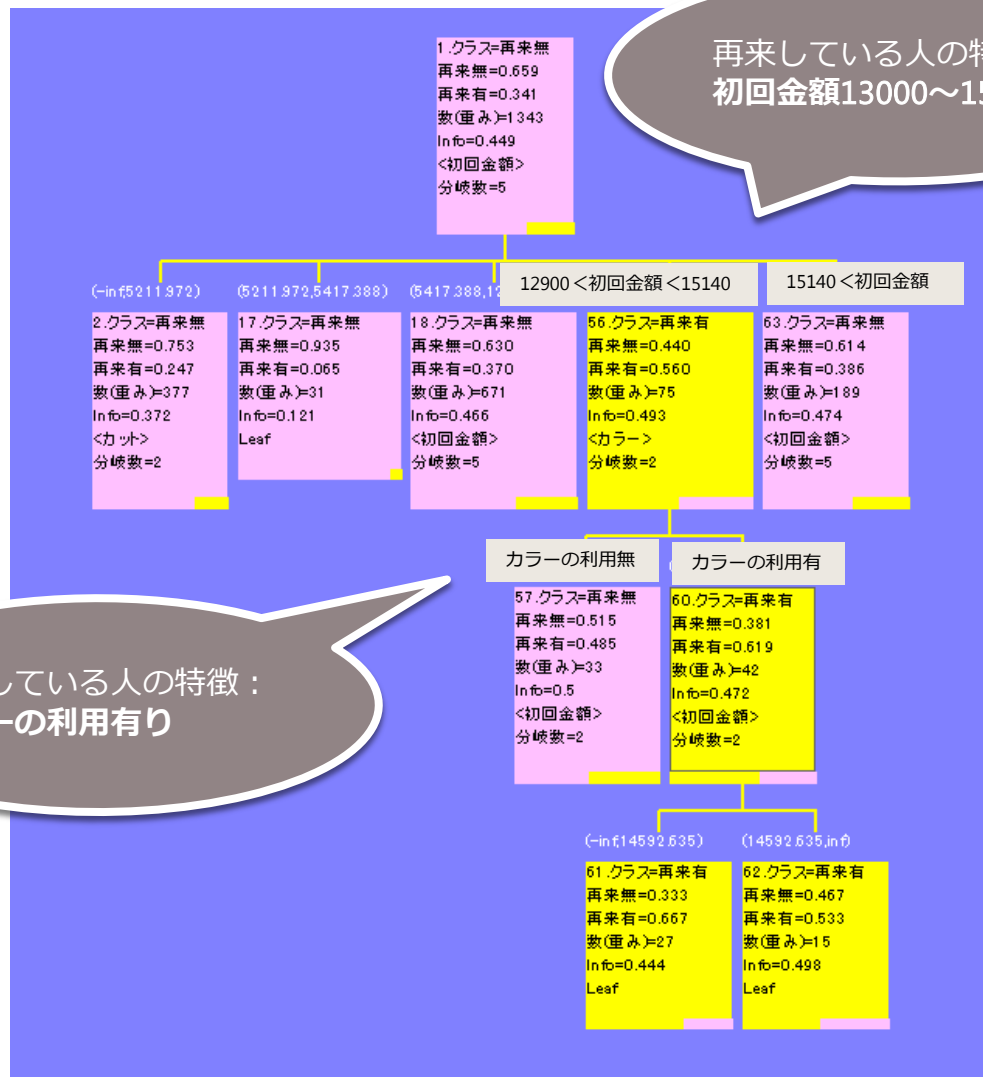 1.クラス=再来無
再来無=0.659
再来有=0.341
数(重み)=1343
Info=0.449
<初回金額>
分岐数=5
再来している人の特
初回金額13000～15
(-inf,5211.972)
(5211.972,5417.388)
(5417.388,12
12900<初回金額<15140
15140<初回金額
2.クラス=再来無
再来無=0.753
再来有=0.247
数(重み)=377
Info=0.372
<カット>
分岐数=2
17.クラス=再来無
再来無=0.935
再来有=0.065
数(重み)=31
Info=0.121
Leaf
18.クラス=再来無
再来無=0.630
再来有=0.370
数(重み)=671
Info=0.466
<初回金額>
分岐数=5
56.クラス=再来有
再来無=0.440
再来有=0.560
数(重み)=75
Info=0.493
<カラー>
分岐数=2
63.クラス=再来無
再来無=0.614
再来有=0.386
数(重み)=189
Info=0.474
<初回金額>
分岐数=5
カラーの利用無
カラーの利用有
57.クラス=再来無
再来無=0.515
再来有=0.485
数(重み)=33
Info=0.5
<初回金額>
分岐数=2
60.クラス=再来有
再来無=0.381
再来有=0.619
数(重み)=42
Info=0.472
<初回金額>
分岐数=2
している人の特徴：
ーの利用有り
(-inf,14592.635)
(14592.635,inf)
61.クラス=再来有
再来無=0.333
再来有=0.667
数(重み)=27
Info=0.444
Leaf
62.クラス=再来有
再来無=0.467
再来有=0.533
数(重み)=15
Info=0.498
Leaf